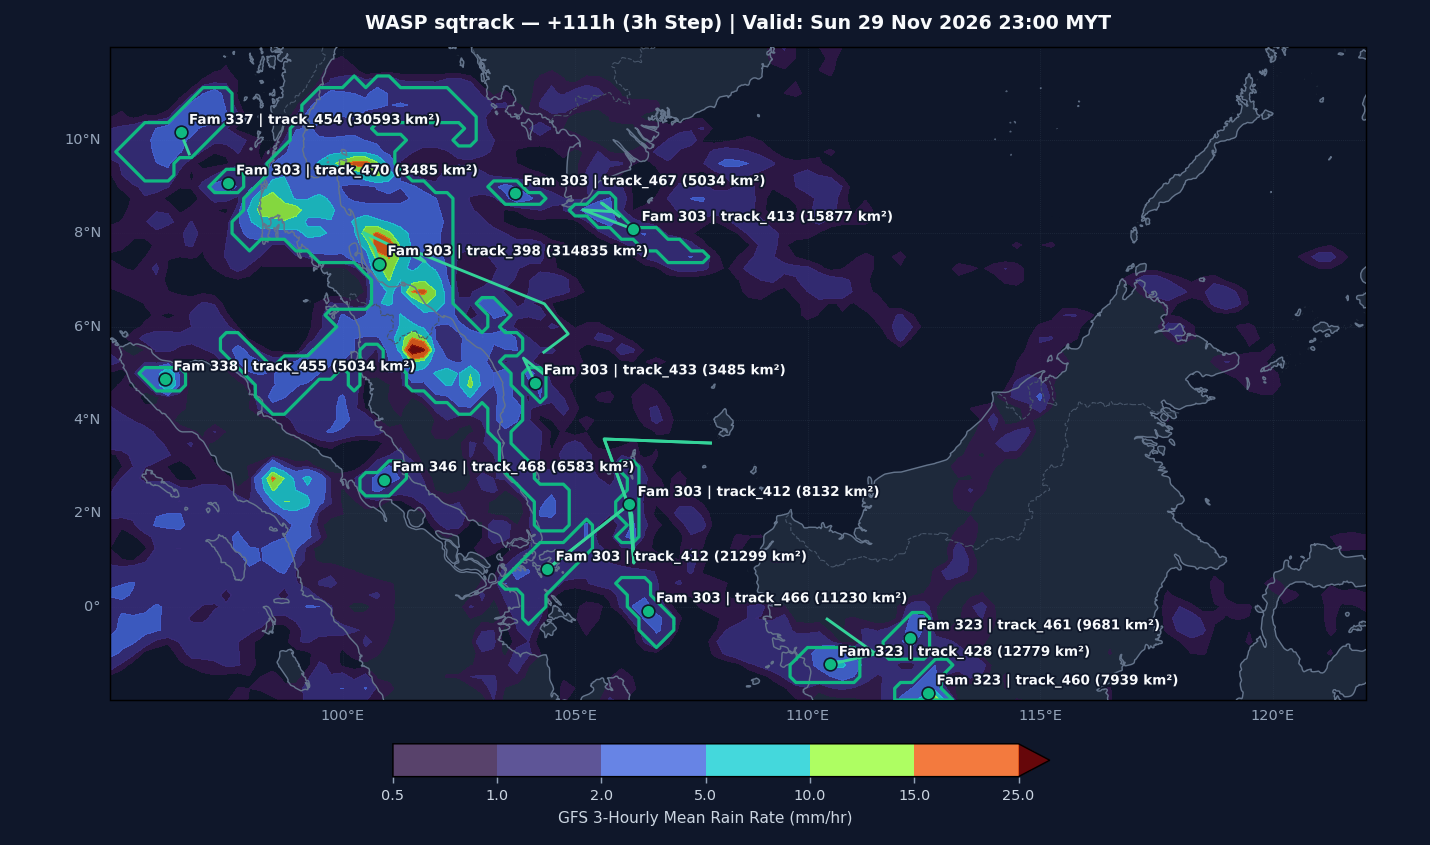 WASP sqtrack — +111h (3h Step) | Valid: Sun 29 Nov 2026 23:00 MYT
Fam 337 | track_454 (30593 km²)
Fam 303 | track_470 (3485 km²)
Fam 303 | track_467 (5034 km²)
Fam 303 | track_413 (15877 km²)
Fam 303 | track_398 (314835 km²)
Fam 338 | track_455 (5034 km²)
Fam 303 | track_433 (3485 km²)
Fam 346 | track_468 (6583 km²)
Fam 303 | track_412 (8132 km²)
Fam 303 | track_412 (21299 km²)
Fam 303 | track_466 (11230 km²)
Fam 323 | track_461 (9681 km²)
Fam 323 | track_428 (12779 km²)
Fam 323 | track_460 (7939 km²)
10°N
8°N
6°N
4°N
2°N
0°
100°E 105°E 110°E 115°E 120°E
0.5 1.0 2.0 5.0 10.0 15.0 25.0
GFS 3-Hourly Mean Rain Rate (mm/hr)